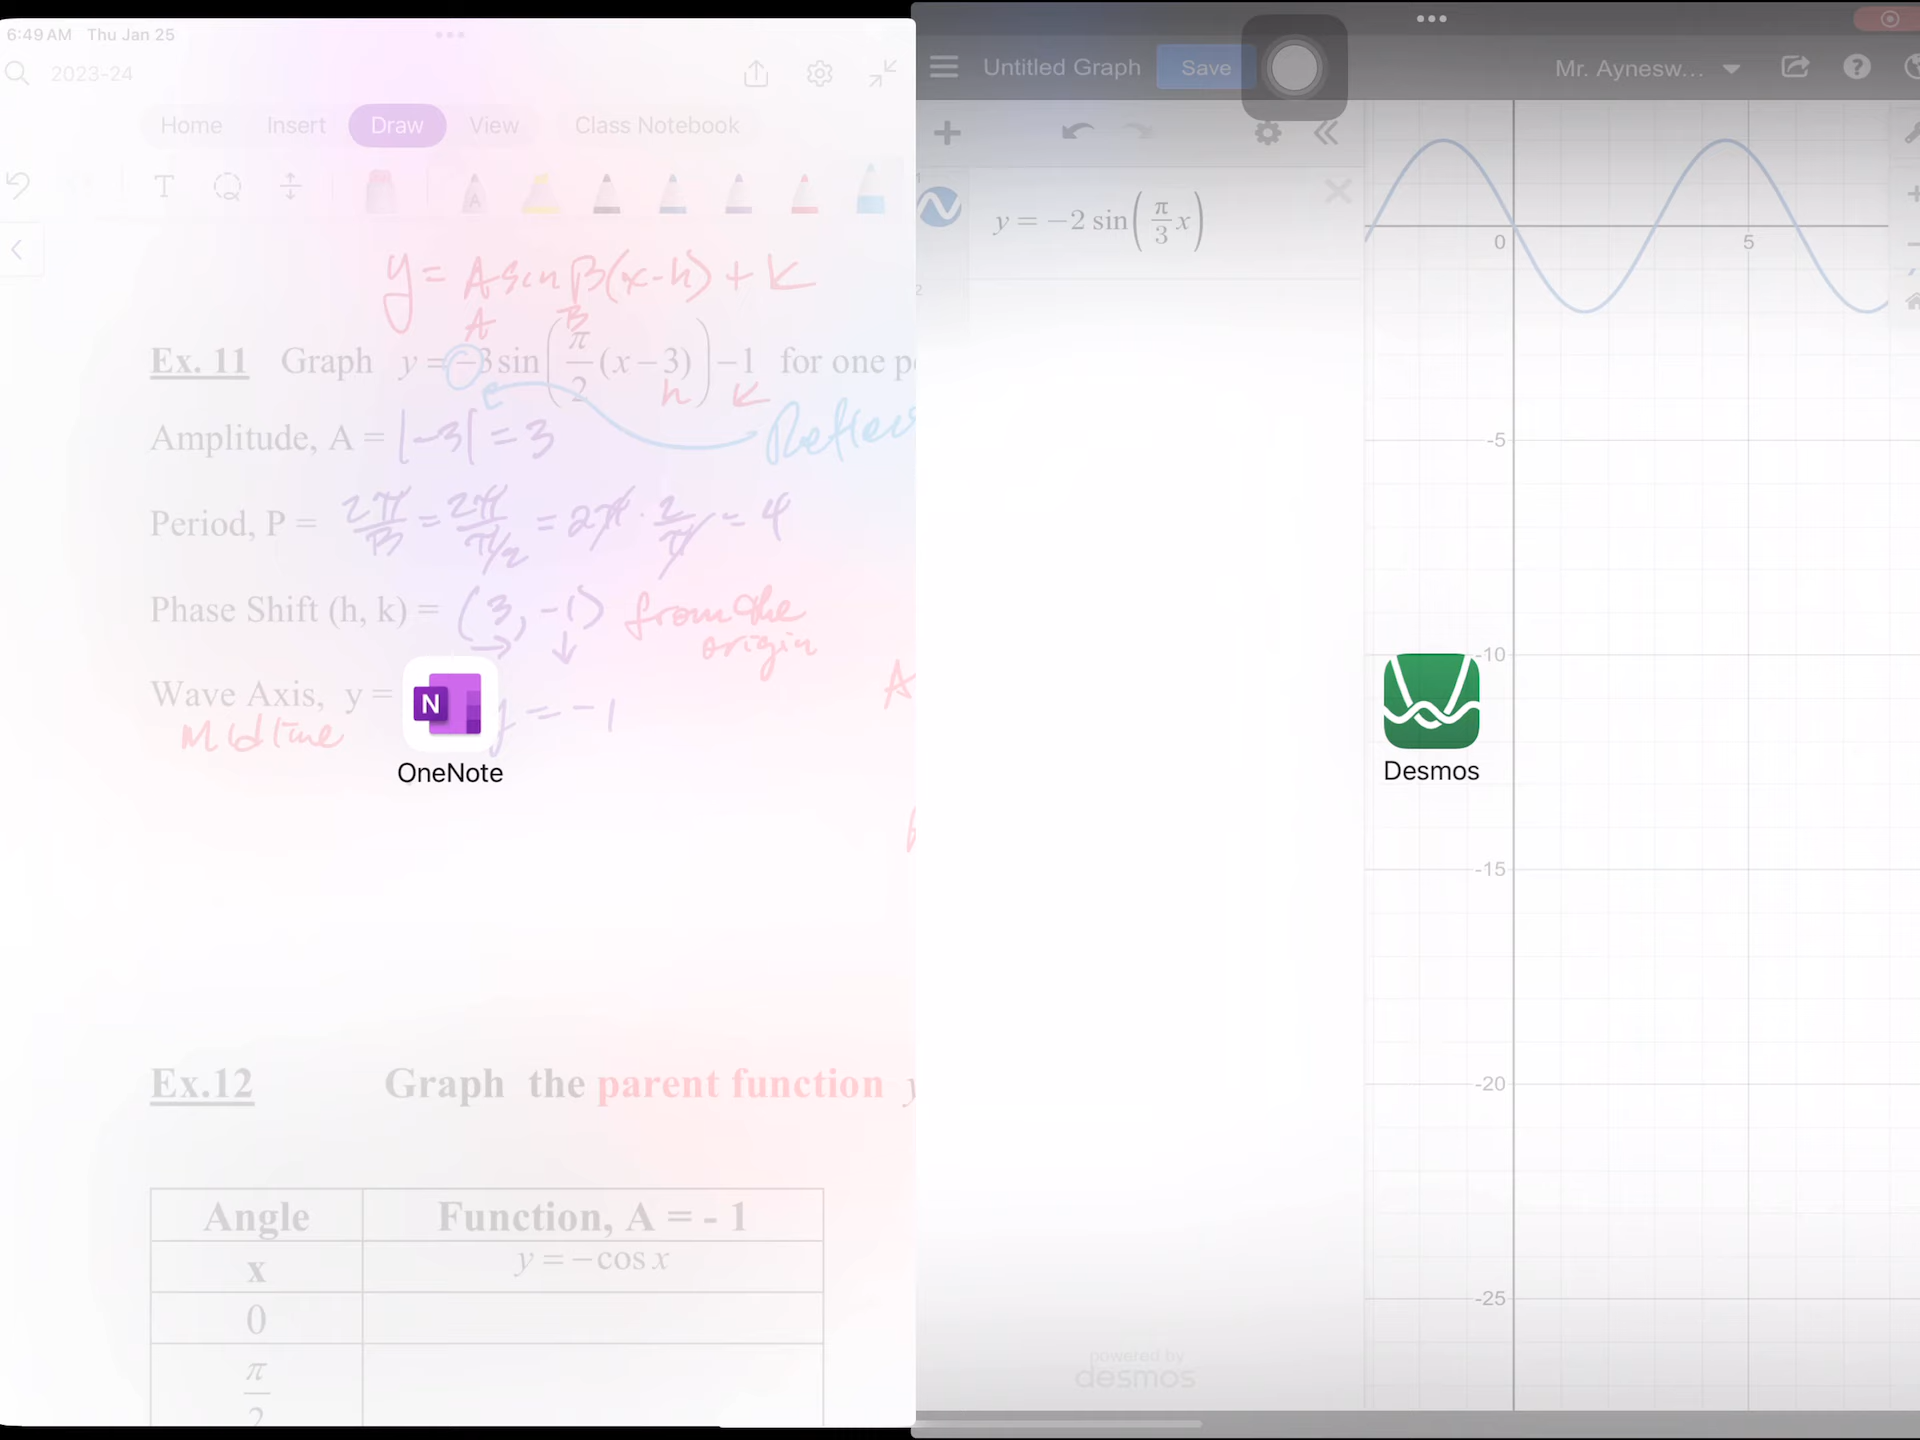 6:49 AM Thu Jan 25
2023-24
Home Insert Draw View Class Notebook
T
A
y = A sin B(x-h) + k
A B
Ex. 11 Graph y = -3 sin(π/2 (x - 3)) - 1 for one
h k
Amplitude, A = |-3| = 3
Period, P = 2π/B = 2π/π/2 = 2π · 2/π = 4
Phase Shift (h, k) = (3, -1) from the
origin
Wave Axis, y =
y = -1
Midline
A
N
OneNote
Ex.12 Graph the parent function y
Angle Function, A = - 1
x y = -cos x
0
π/2
Untitled Graph Save
Mr. Aynesw...
?
1
y = -2 sin(π/3 x)
2
0 5
-5
-10
-15
-20
-25
Desmos
powered by
desmos